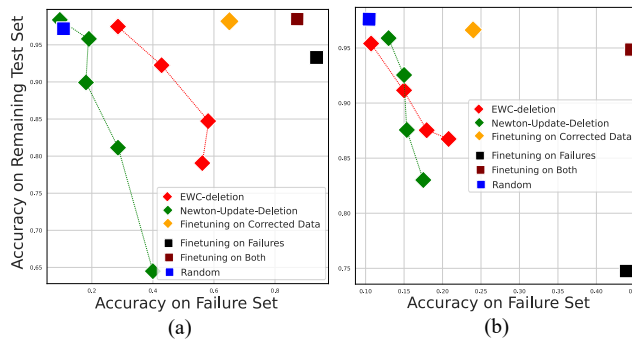 Accuracy on Remaining Test Set
0.95
0.90
0.85
0.80
0.75
0.70
0.65
EWC-deletion
Newton-Update-Deletion
Finetuning on Corrected Data
Finetuning on Failures
Finetuning on Both
Random
0.2 0.4 0.6 0.8
Accuracy on Failure Set
(a)
0.95
0.90
0.85
0.80
0.75
EWC-deletion
Newton-Update-Deletion
Finetuning on Corrected Data
Finetuning on Failures
Finetuning on Both
Random
0.10 0.15 0.20 0.25 0.30 0.35 0.40
Accuracy on Failure Set
(b)